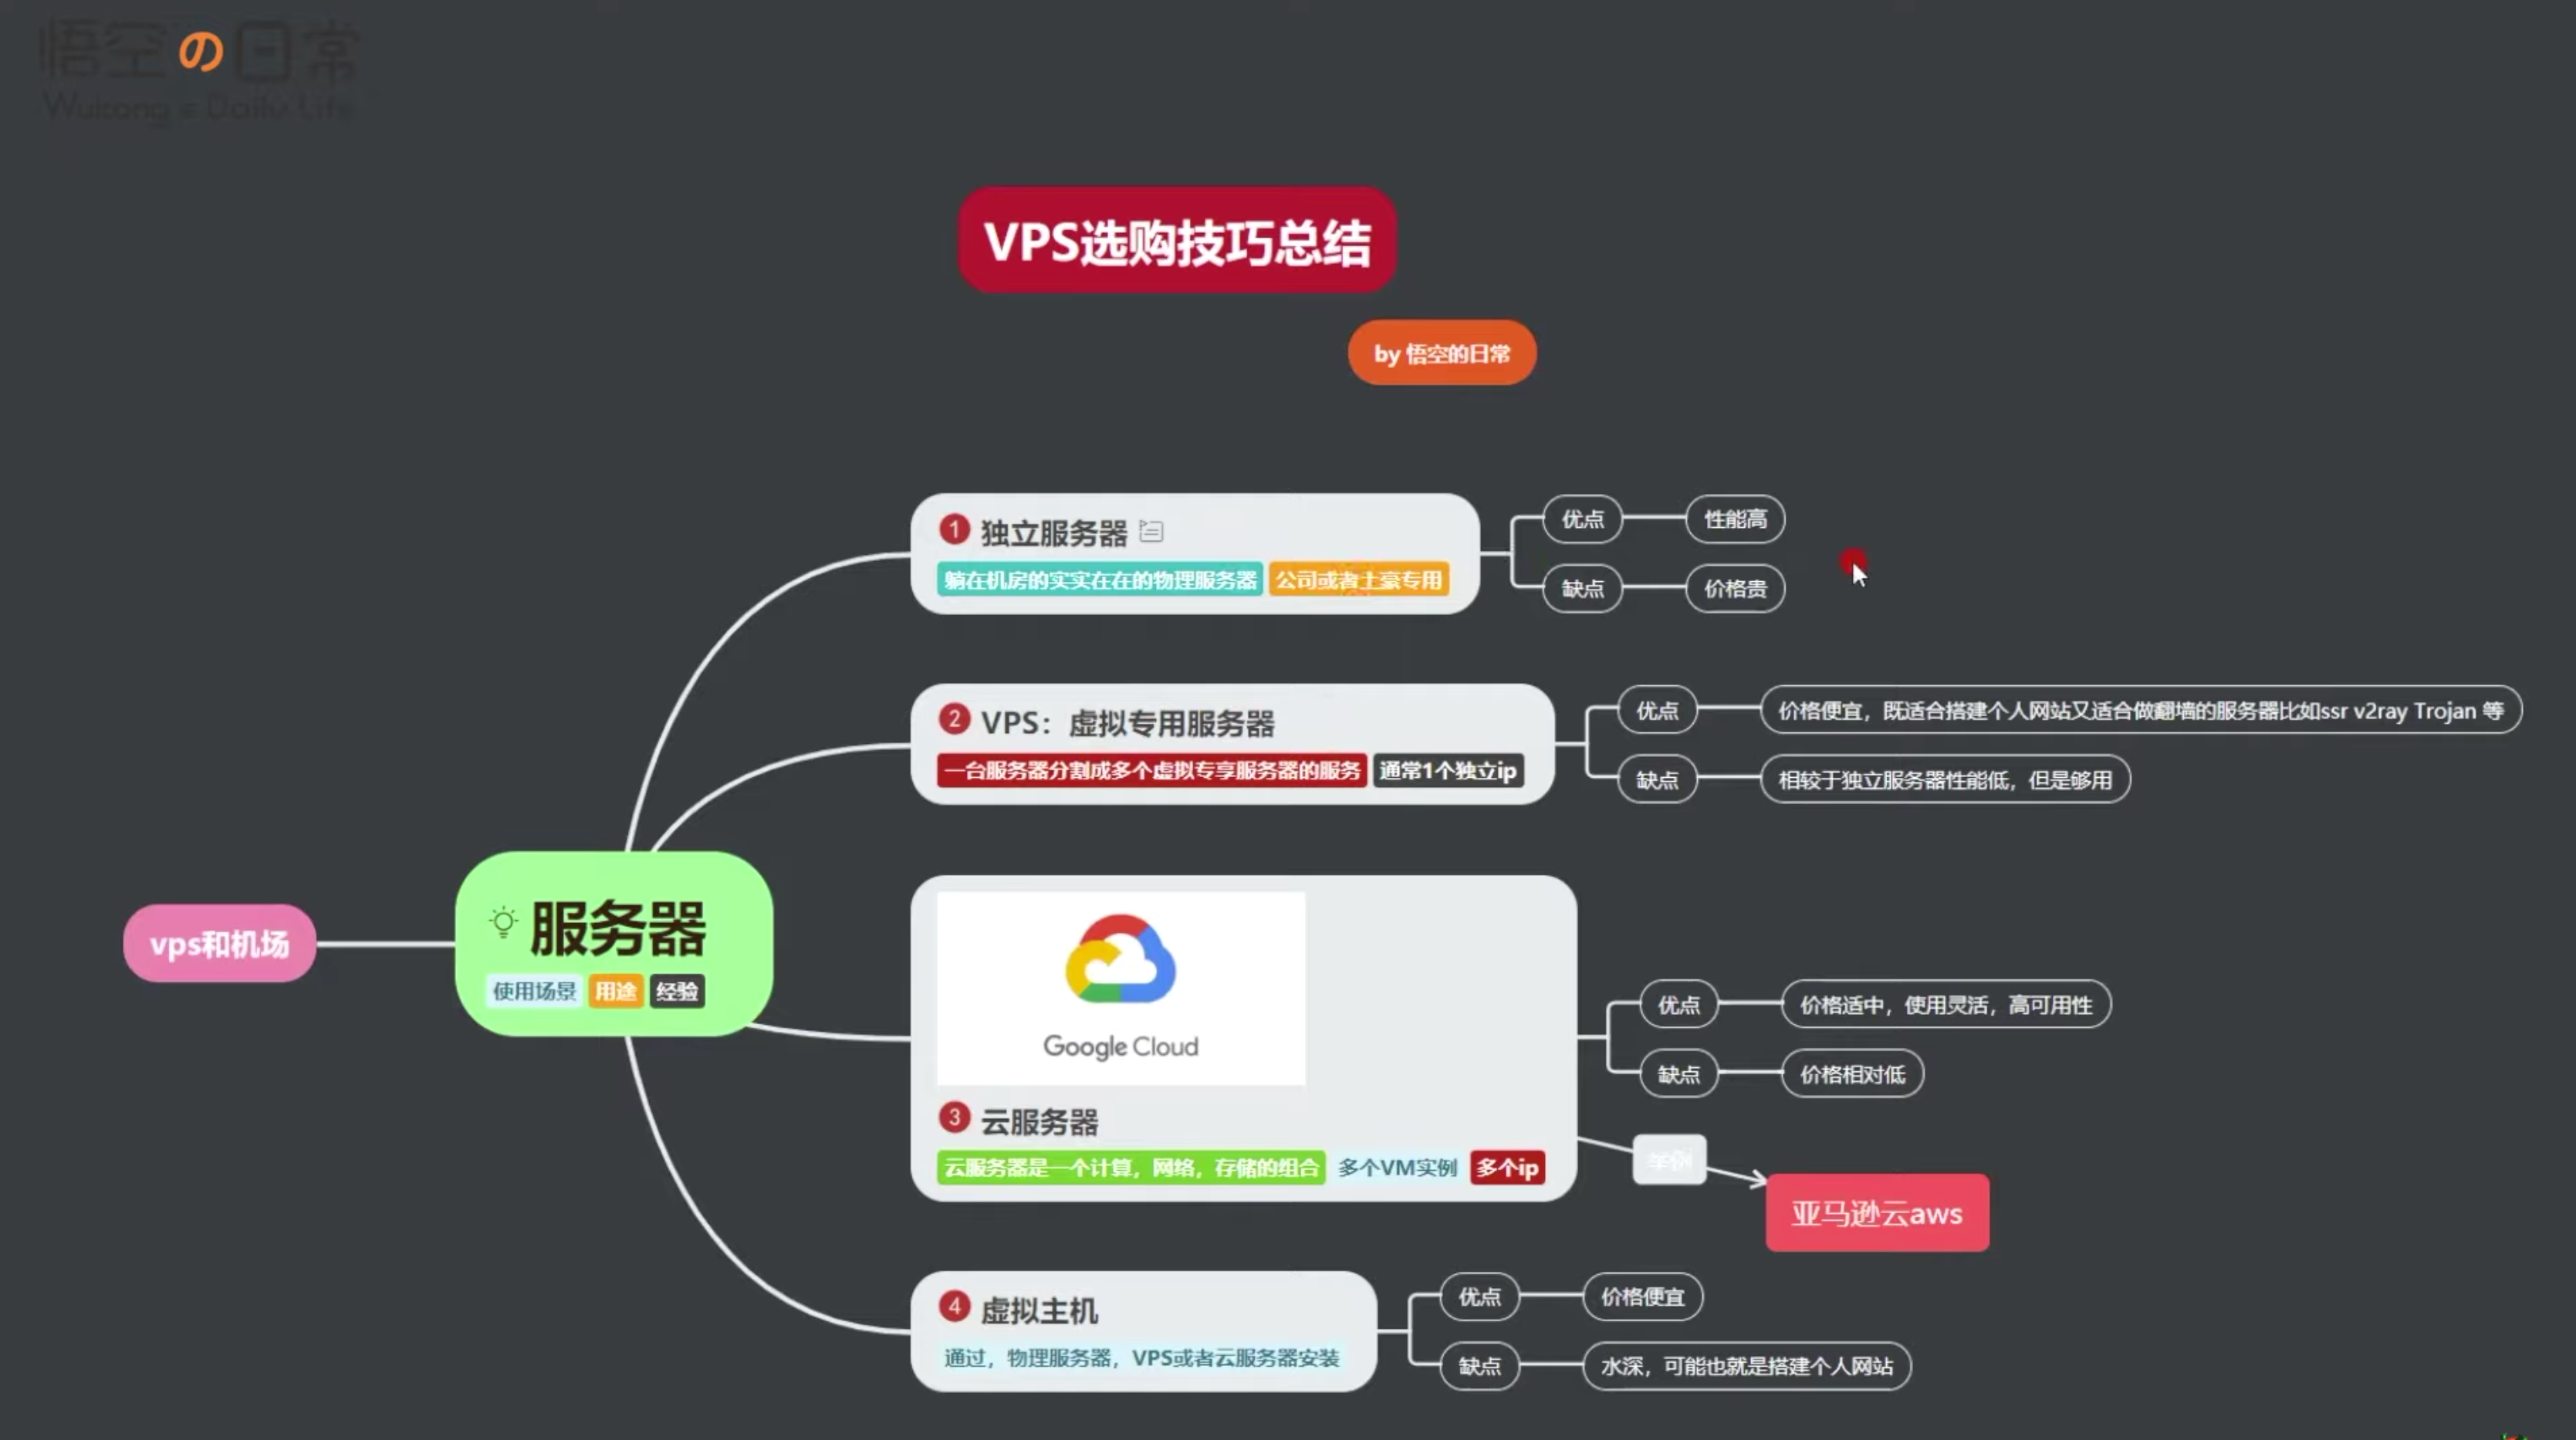 悟空の日常
Wukong's Daily Life
VPS选购技巧总结
by 悟空的日常
vps和机场
服务器
使用场景 用途 经验
1 独立服务器
躺在机房的实实在在的物理服务器 公司或者土豪专用
优点 性能高
缺点 价格贵
2 VPS：虚拟专用服务器
一台服务器分割成多个虚拟专享服务器的服务 通常1个独立ip
优点 价格便宜，既适合搭建个人网站又适合做翻墙的服务器比如ssr v2ray Trojan 等
缺点 相较于独立服务器性能低，但是够用
Google Cloud
3 云服务器
云服务器是一个计算，网络，存储的组合 多个VM实例 多个ip
优点 价格适中，使用灵活，高可用性
缺点 价格相对低
举例
亚马逊云aws
4 虚拟主机
通过，物理服务器，VPS或者云服务器安装
优点 价格便宜
缺点 水深，可能也就是搭建个人网站